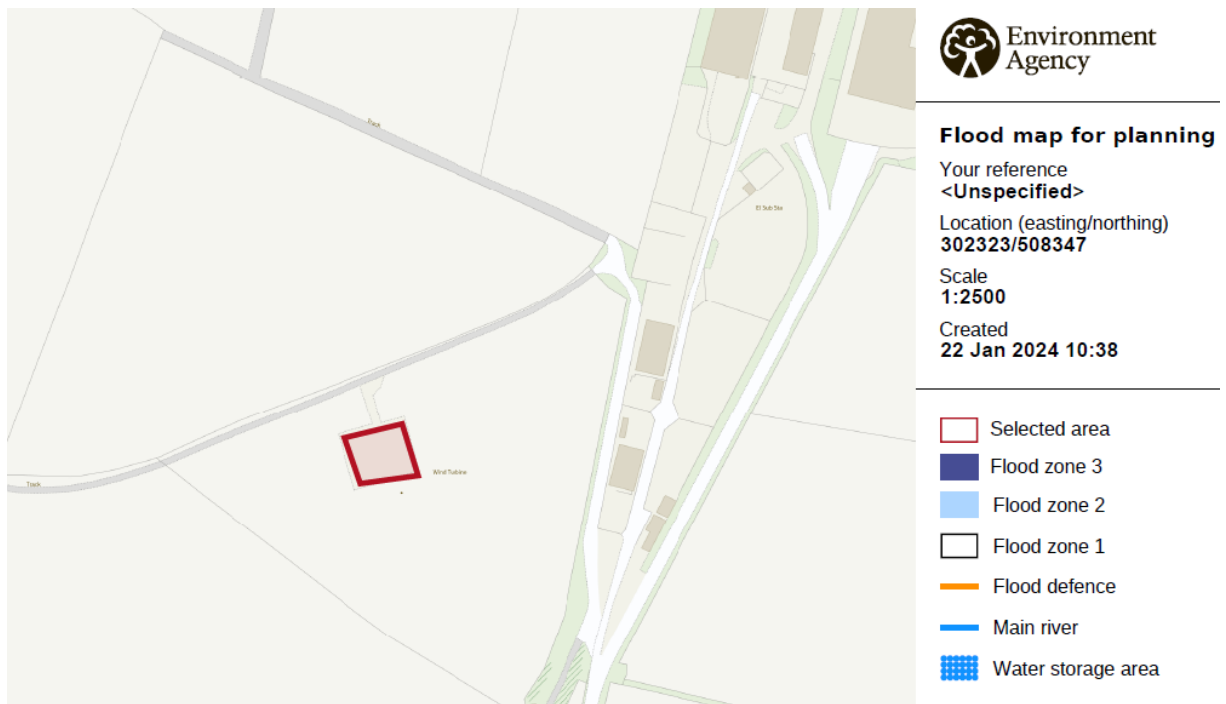 Track
El Sub Sta
Wind Turbine
Track
Environment
Agency
Flood map for planning
Your reference
<Unspecified>
Location (easting/northing)
302323/508347
Scale
1:2500
Created
22 Jan 2024 10:38
Selected area
Flood zone 3
Flood zone 2
Flood zone 1
Flood defence
Main river
Water storage area